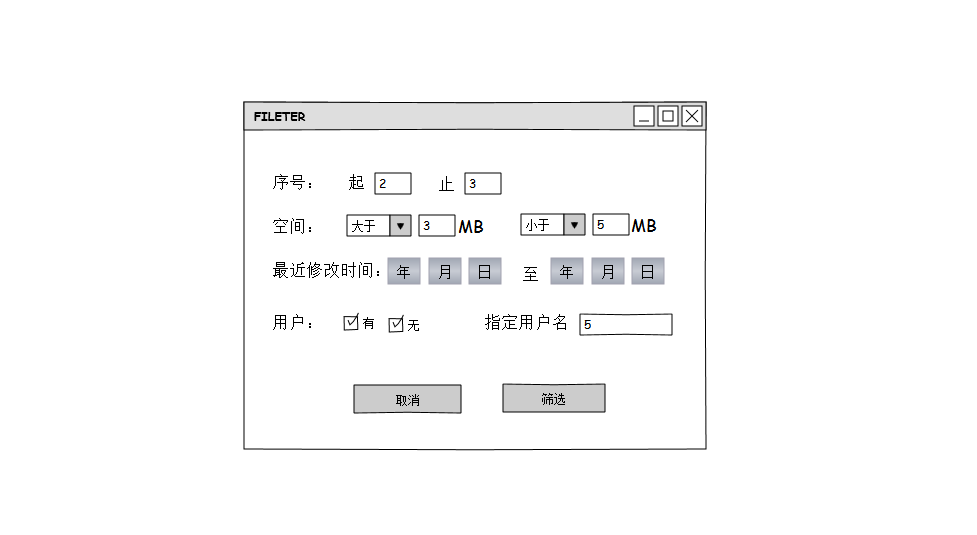 FILETER
序号： 起 2 止 3
空间： 大于 3 MB 小于 5 MB
最近修改时间： 年 月 日 至 年 月 日
用户： 有 无 指定用户名 5
取消 筛选